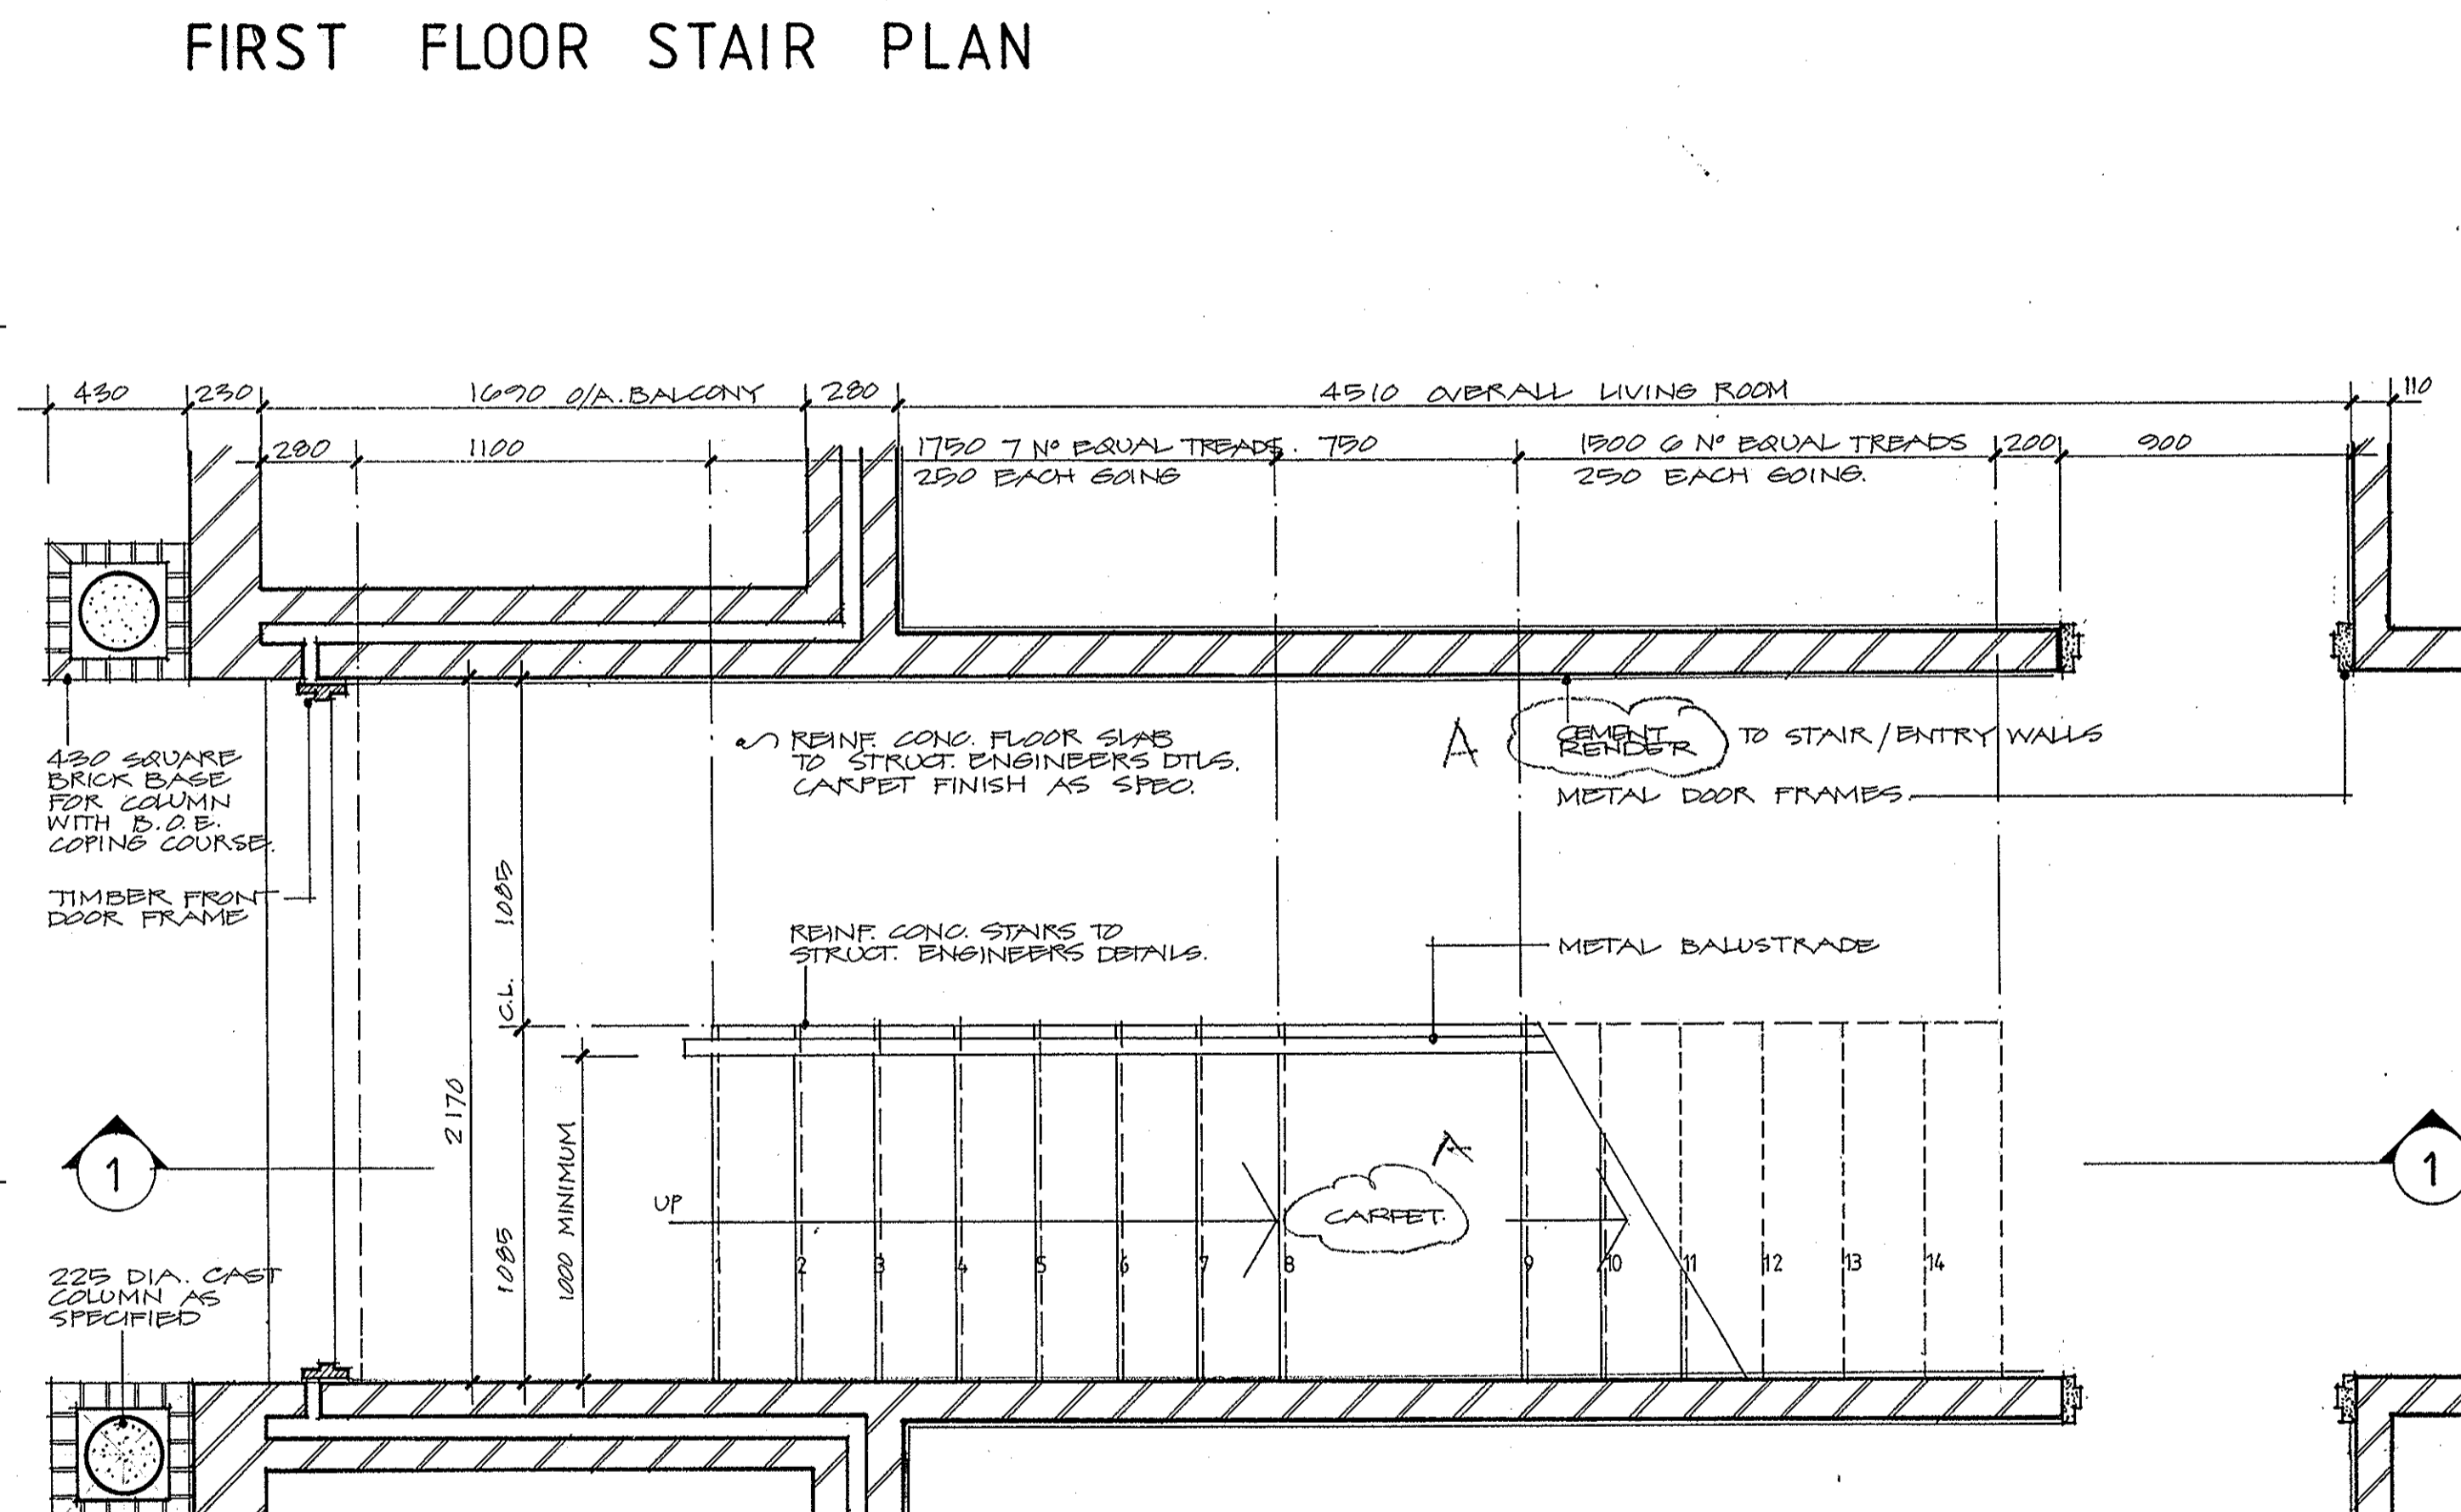 FIRST FLOOR STAIR PLAN
430
230
1690 O/A. BALCONY
280
4510 OVERALL LIVING ROOM
110
280
1100
1750 7 Nº EQUAL TREADS.
250 EACH GOING
750
1500 6 Nº EQUAL TREADS
250 EACH GOING.
200
900
430 SQUARE
BRICK BASE
FOR COLUMN
WITH B.O.E.
COPING COURSE.
TIMBER FRONT
DOOR FRAME
REINF. CONC. FLOOR SLAB
TO STRUCT. ENGINEERS DTLS.
CARPET FINISH AS SPEC.
A
CEMENT
RENDER
TO STAIR/ENTRY WALLS
METAL DOOR FRAMES.
1085
C.L.
REINF. CONC. STAIRS TO
STRUCT. ENGINEERS DETAILS.
METAL BALUSTRADE
2170
1085
1000 MINIMUM
1
1
UP
A
CARPET.
1 2 3 4 5 6 7 8 9 10 11 12 13 14
225 DIA. CAST
COLUMN AS
SPECIFIED